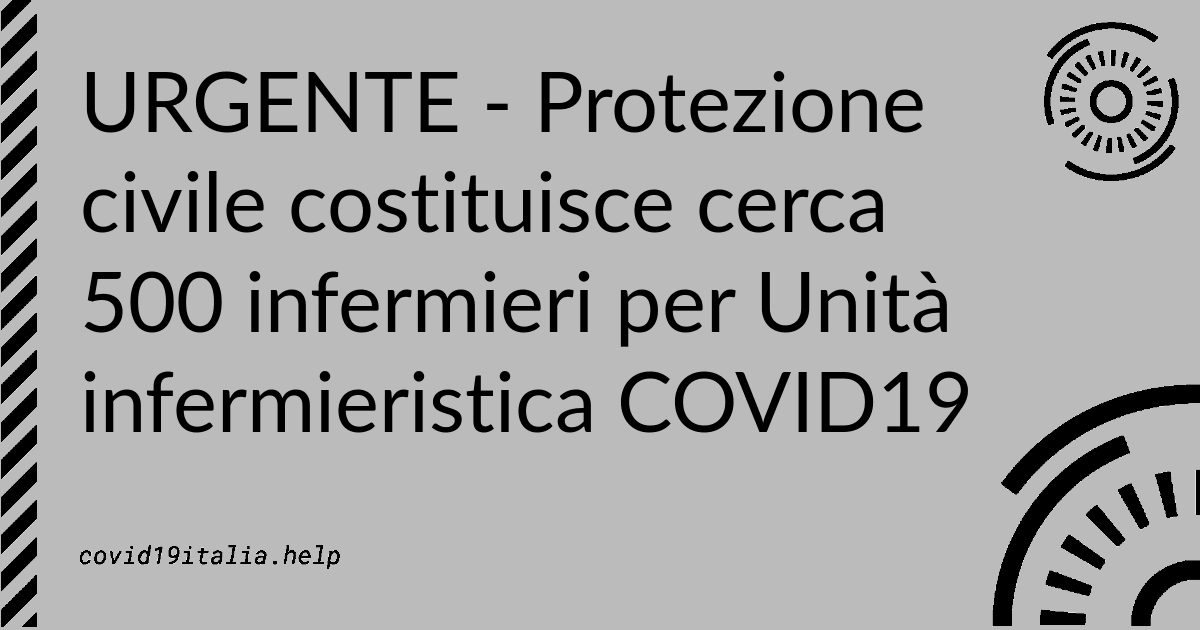 URGENTE - Protezione
civile costituisce cerca
500 infermieri per Unità
infermieristica COVID19
covid19italia.help